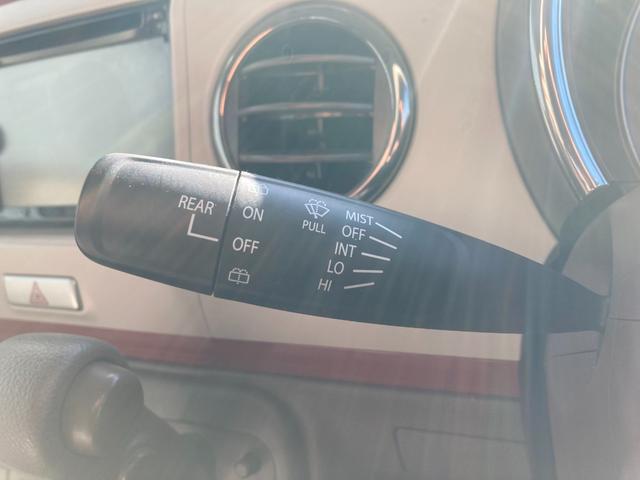 REAR
ON
OFF
PULL
MIST
OFF
INT
LO
HI